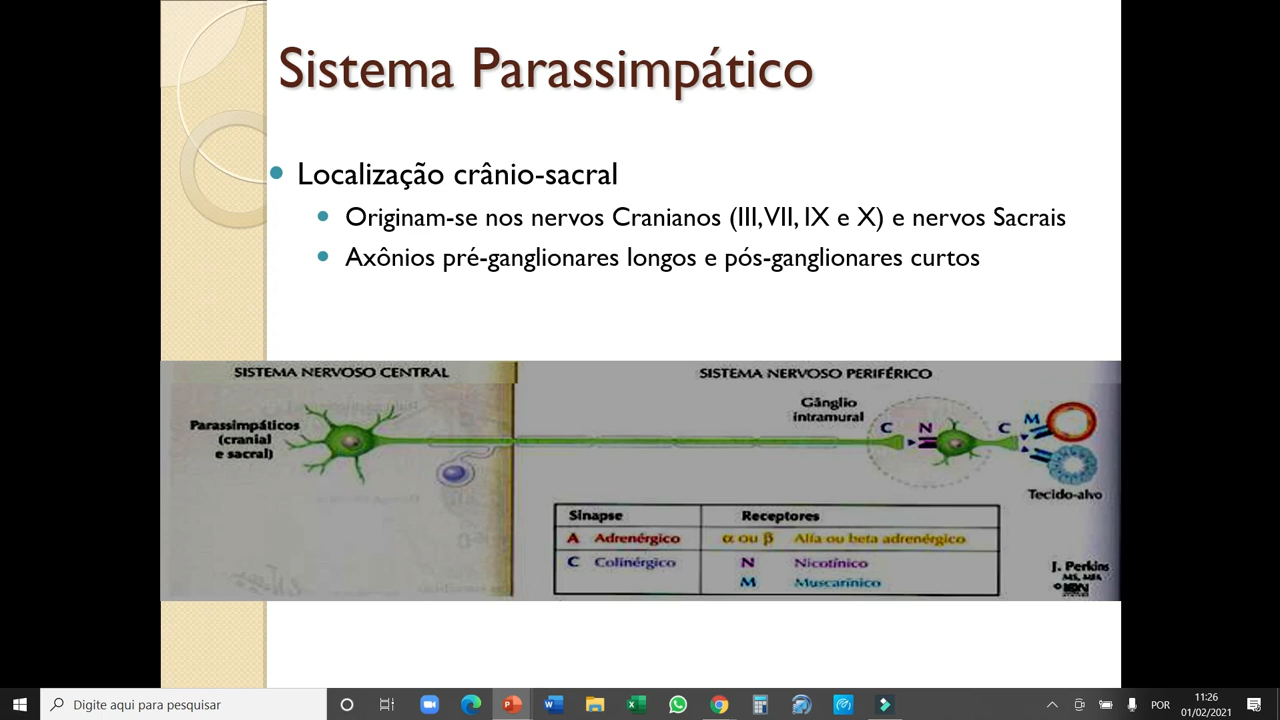 Sistema Parassimpático
Localização crânio-sacral
Originam-se nos nervos Cranianos (III, VII, IX e X) e nervos Sacrais
Axônios pré-ganglionares longos e pós-ganglionares curtos
SISTEMA NERVOSO CENTRAL
SISTEMA NERVOSO PERIFÉRICO
Parassimpáticos
(cranial
e sacral)
Gânglio
intramural
C
N
C
M
Tecido-alvo
Sinapse Receptores
A Adrenérgico α ou β Alfa ou beta adrenérgico
C Colinérgico N Nicotínico
M Muscarínico
J. Perkins
Digite aqui para pesquisar
POR
11:26
01/02/2021